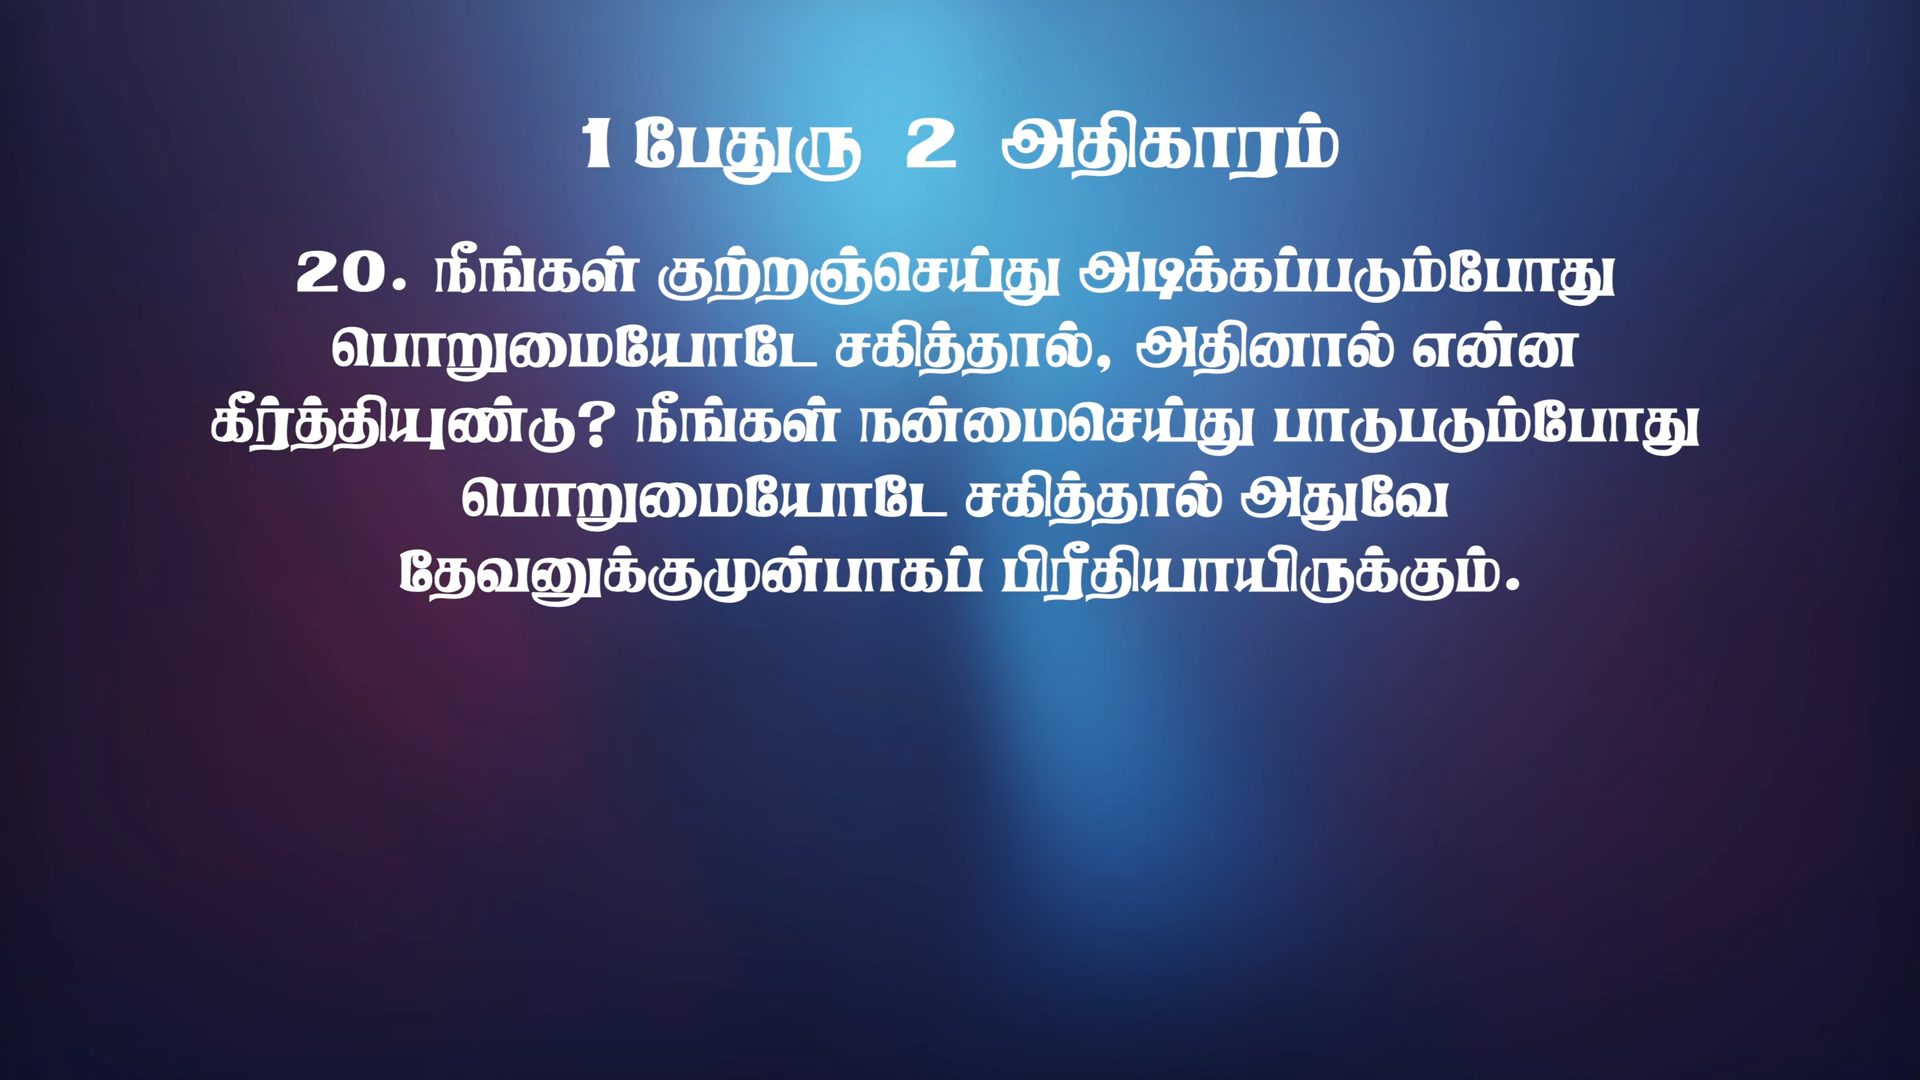 1 பேதுரு 2 அதிகாரம்
20. நீங்கள் குற்றஞ்செய்து அடிக்கப்படும்போது
பொறுமையோடே சகித்தால், அதினால் என்ன
கீர்த்தியுண்டு? நீங்கள் நன்மைசெய்து பாடுபடும்போது
பொறுமையோடே சகித்தால் அதுவே
தேவனுக்குமுன்பாகப் பிரீதியாயிருக்கும்.